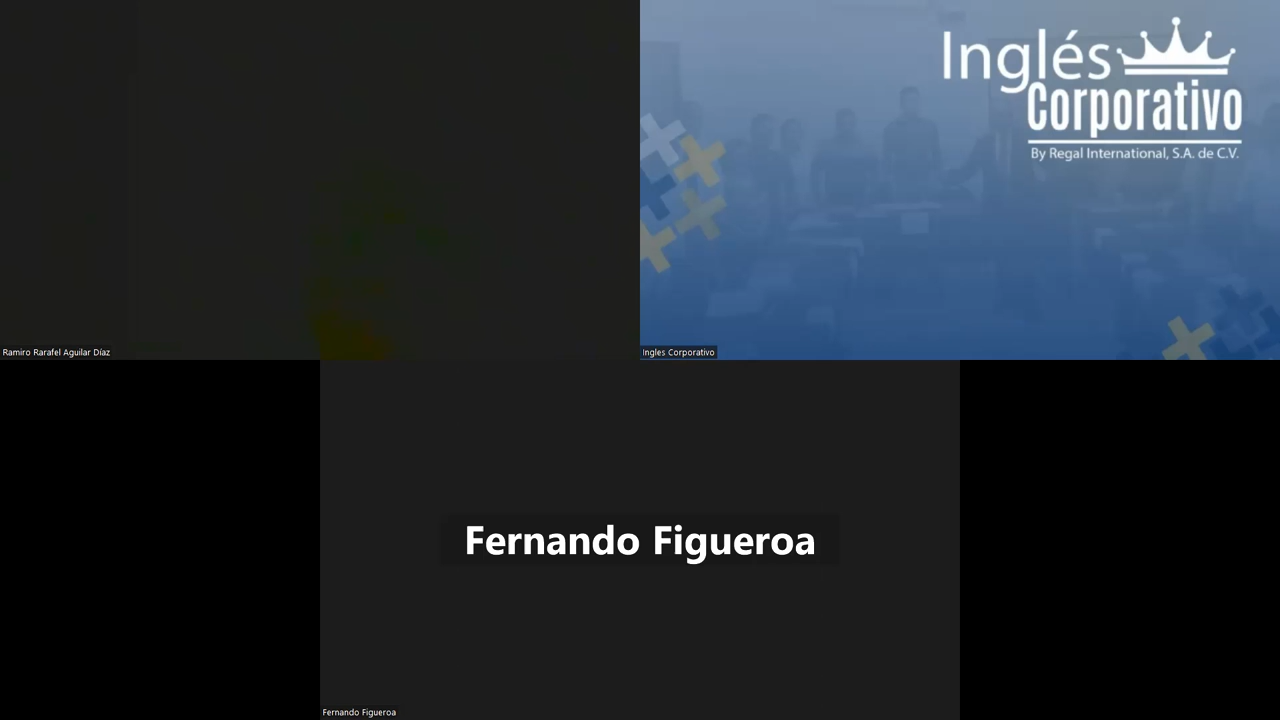 Inglés
Corporativo
By Regal International, S.A. de C.V.
Ramiro Rarafel Aguilar Díaz
Ingles Corporativo
Fernando Figueroa
Fernando Figueroa